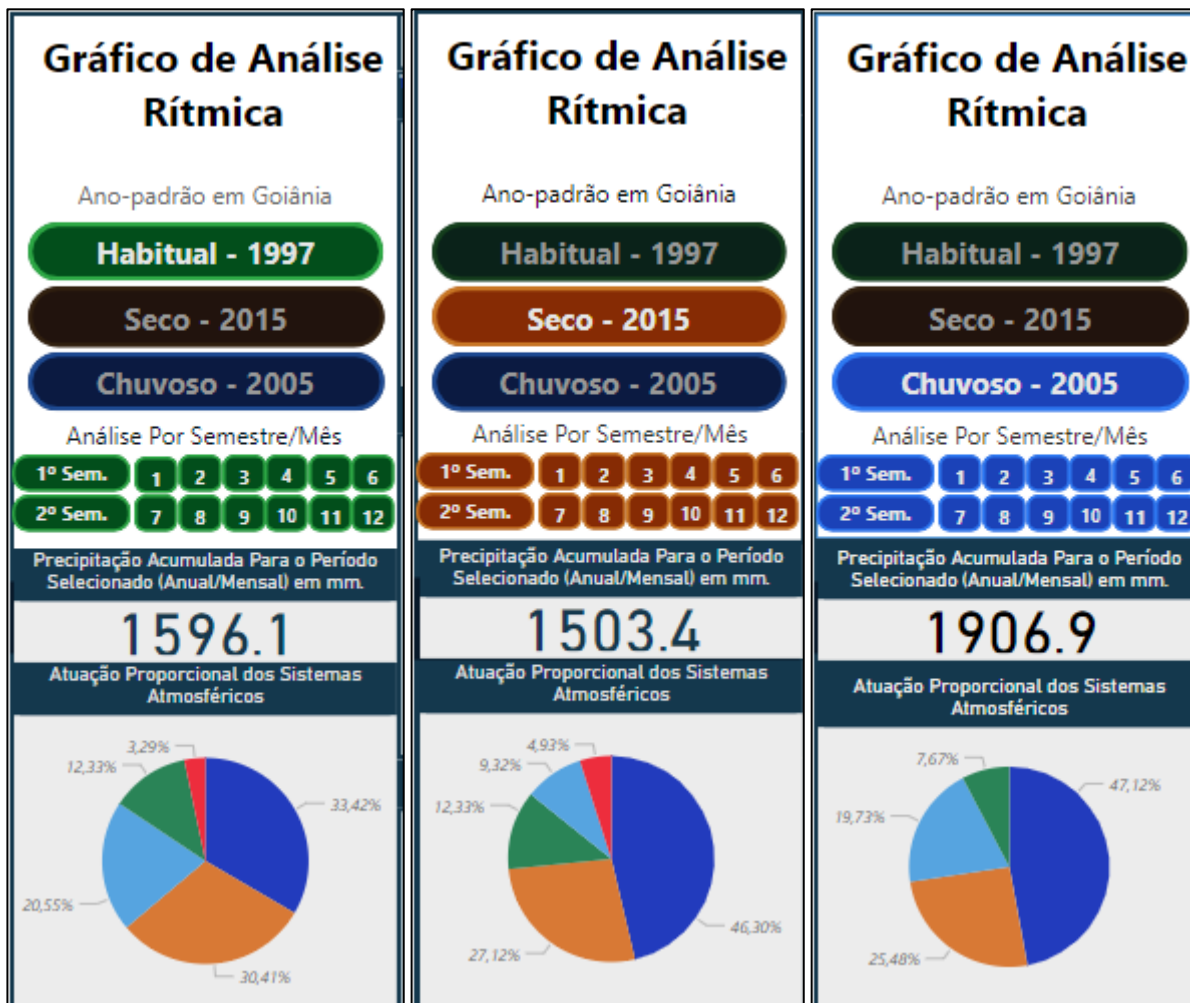 Gráfico de Análise
Rítmica
Ano-padrão em Goiânia
Habitual - 1997
Seco - 2015
Chuvoso - 2005
Análise Por Semestre/Mês
1º Sem. 1 2 3 4 5 6
2º Sem. 7 8 9 10 11 12
Precipitação Acumulada Para o Período
Selecionado (Anual/Mensal) em mm.
1596.1
Atuação Proporcional dos Sistemas
Atmosféricos
3,29%
12,33%
33,42%
20,55%
30,41%
Gráfico de Análise
Rítmica
Ano-padrão em Goiânia
Habitual - 1997
Seco - 2015
Chuvoso - 2005
Análise Por Semestre/Mês
1º Sem. 1 2 3 4 5 6
2º Sem. 7 8 9 10 11 12
Precipitação Acumulada Para o Período
Selecionado (Anual/Mensal) em mm.
1503.4
Atuação Proporcional dos Sistemas
Atmosféricos
4,93%
9,32%
12,33%
46,30%
27,12%
Gráfico de Análise
Rítmica
Ano-padrão em Goiânia
Habitual - 1997
Seco - 2015
Chuvoso - 2005
Análise Por Semestre/Mês
1º Sem. 1 2 3 4 5 6
2º Sem. 7 8 9 10 11 12
Precipitação Acumulada Para o Período
Selecionado (Anual/Mensal) em mm.
1906.9
Atuação Proporcional dos Sistemas
Atmosféricos
7,67%
47,12%
19,73%
25,48%